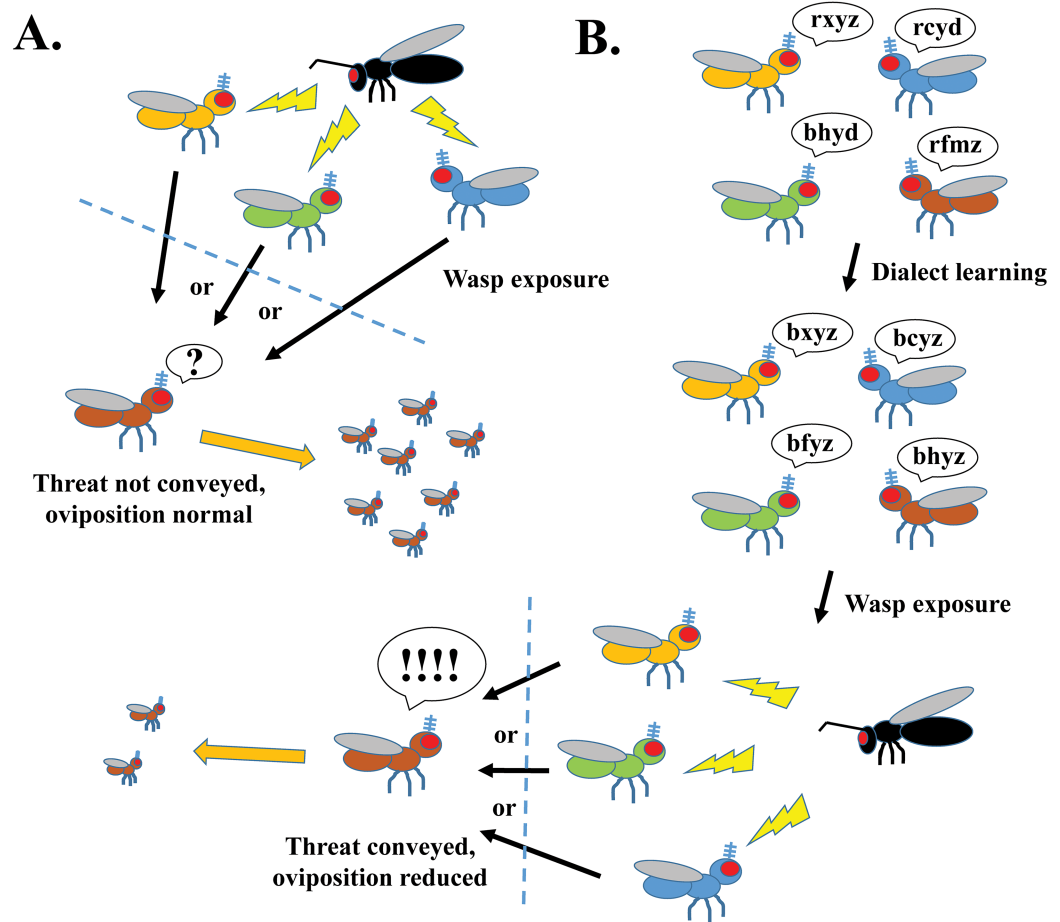 A.
or
or
Wasp exposure
?
Threat not conveyed,
oviposition normal
B.
rxyz
rcyd
bhyd
rfmz
Dialect learning
bxyz
bcyz
bfyz
bhyz
Wasp exposure
!!!!
or
or
Threat conveyed,
oviposition reduced